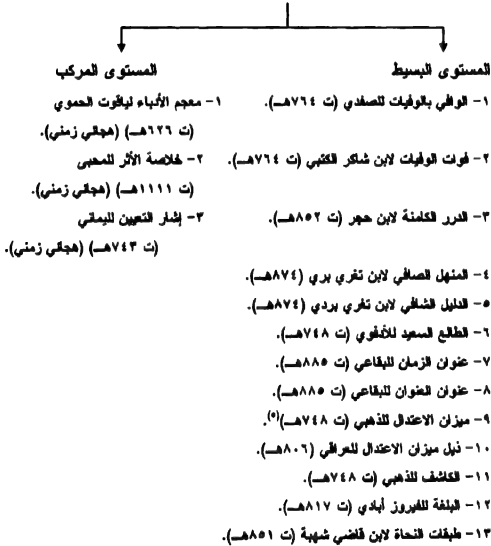 المستوى البسيط
١- الوافي بالوفيات للصفدي (ت ٧٦٤هـ).
٢- فوات الوفيات لابن شاكر الكتبي (ت ٧٦٤هـ).
٣- الدرر الكامنة لابن حجر (ت ٨٥٢هـ).
٤- المنهل الصافي لابن تغري بري (٨٧٤هـ).
٥- الدليل الشافي لابن تغري بردي (٨٧٤هـ).
٦- الطالع السعيد للأدفوي (ت ٧٤٨هـ).
٧- عنوان الزمان للبقاعي (ت ٨٨٥هـ).
٨- عنوان العنوان للبقاعي (ت ٨٨٥هـ).
٩- ميزان الاعتدال للذهبي (ت ٧٤٨هـ)(٥).
١٠- ذيل ميزان الاعتدال للعراقي (٨٠٦هـ).
١١- الكاشف للذهبي (ت ٧٤٨هـ).
١٢- البلغة للفيروز أبادي (ت ٨١٧هـ).
١٣- طبقات النحاة لابن قاضي شهبة (ت ٨٥١هـ).
المستوى المركب
١- معجم الأدباء لياقوت الحموي
(ت ٦٢٦هـ) (هجائي زمني).
٢- خلاصة الأثر للمحبى
(ت ١١١١هـ) (هجائي زمني).
٣- إشار التعيين لليماني
(ت ٧٤٣هـ) (هجائي زمني).